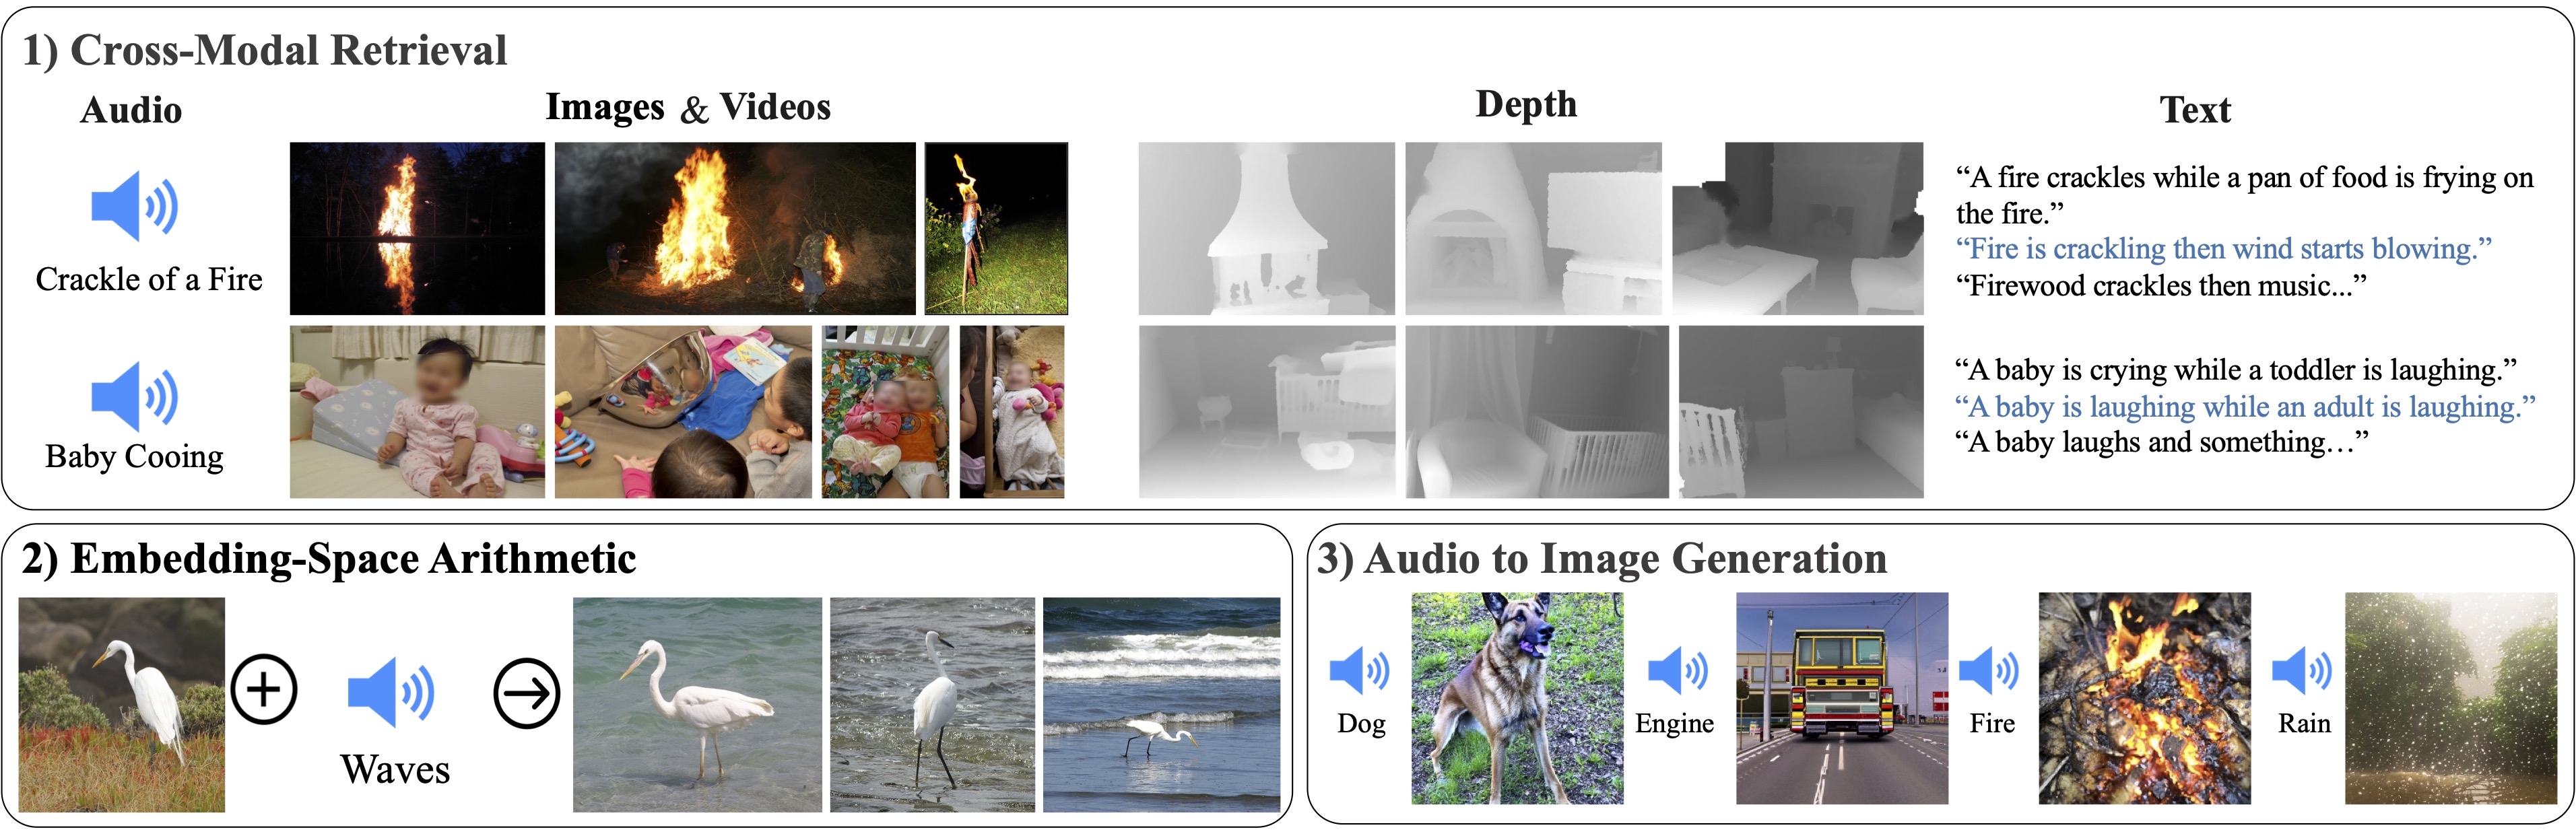 1) Cross-Modal Retrieval
Audio
Images & Videos
Depth
Text
Crackle of a Fire
“A fire crackles while a pan of food is frying on
the fire.”
“Fire is crackling then wind starts blowing.”
“Firewood crackles then music...”
Baby Cooing
“A baby is crying while a toddler is laughing.”
“A baby is laughing while an adult is laughing.”
“A baby laughs and something…”
2) Embedding-Space Arithmetic
Waves
3) Audio to Image Generation
Dog
Engine
Fire
Rain